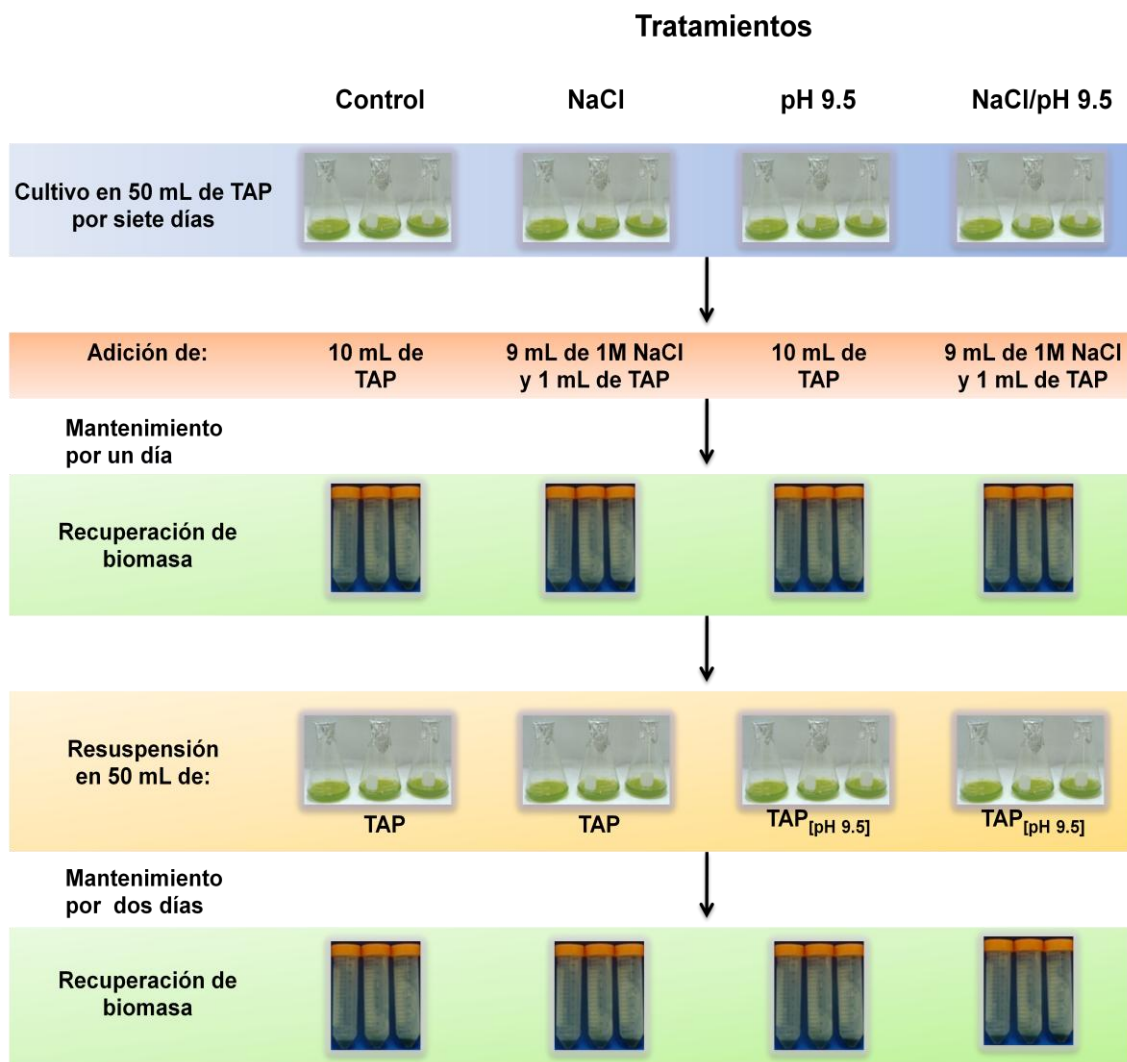 Tratamientos
Control NaCl pH 9.5 NaCl/pH 9.5
Cultivo en 50 mL de TAP
por siete días
Adición de:
10 mL de
TAP
9 mL de 1M NaCl
y 1 mL de TAP
10 mL de
TAP
9 mL de 1M NaCl
y 1 mL de TAP
Mantenimiento
por un día
Recuperación de
biomasa
Resuspensión
en 50 mL de:
TAP TAP TAP[pH 9.5] TAP[pH 9.5]
Mantenimiento
por dos días
Recuperación de
biomasa